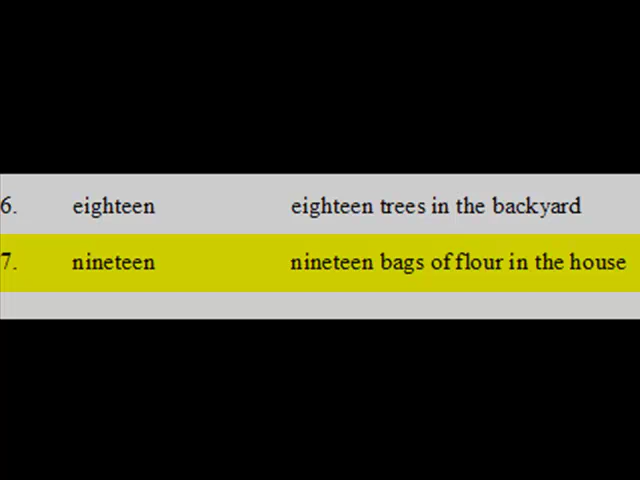 6. eighteen eighteen trees in the backyard
7. nineteen nineteen bags of flour in the house